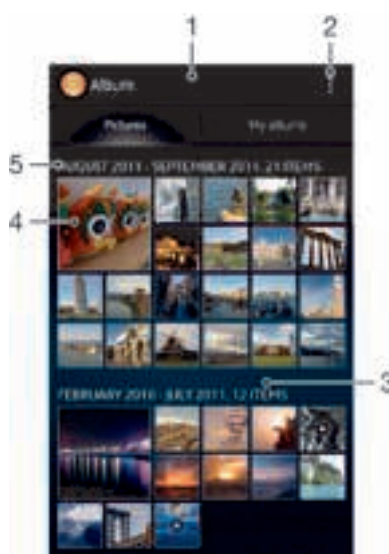 1 2
Album
Pictures My albums
5 AUGUST 2011 - SEPTEMBER 2011, 21 ITEMS
4
3
FEBRUARY 2010 - JULY 2011, 12 ITEMS